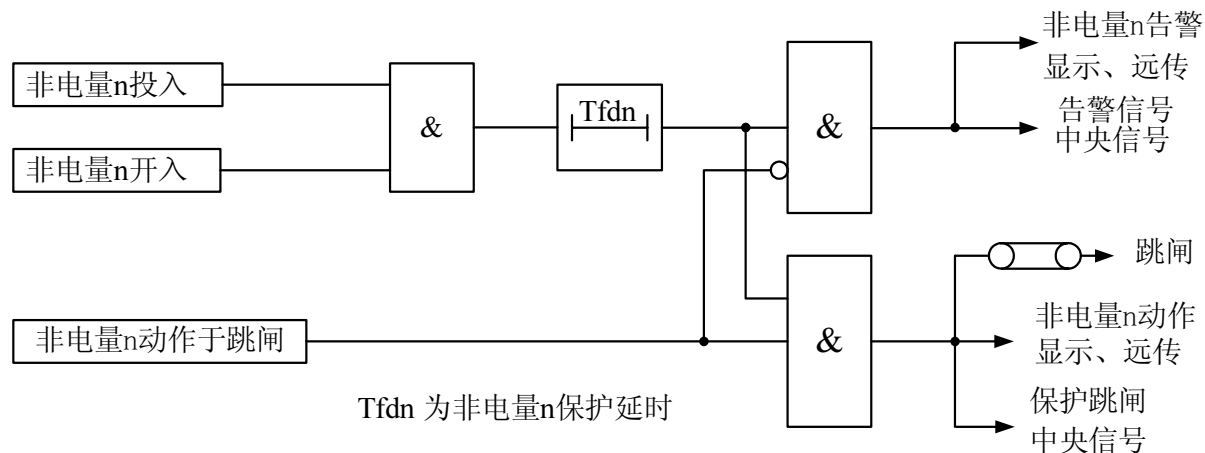 非电量n投入
非电量n开入
&
Tfdn
&
非电量n告警
显示、远传
告警信号
中央信号
非电量n动作于跳闸
&
跳闸
非电量n动作
显示、远传
保护跳闸
中央信号
Tfdn 为非电量n保护延时